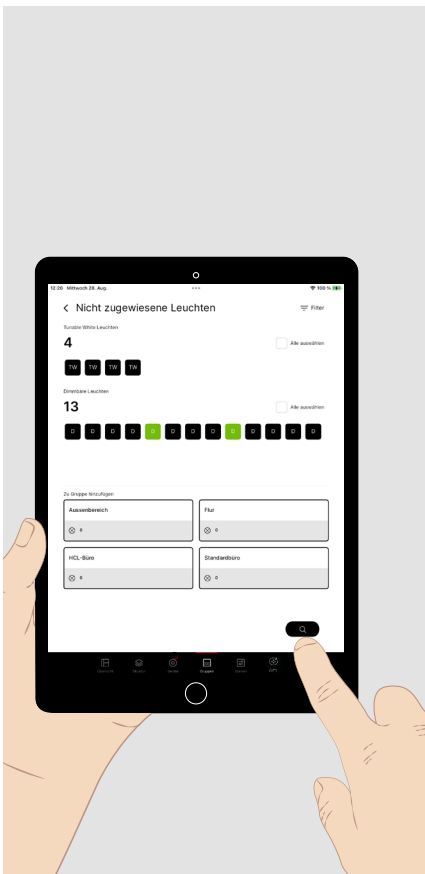 12:26 Mittwoch 28. Aug.
100 %
Nicht zugewiesene Leuchten
Filter
Tunable White Leuchten
4
Alle auswählen
TW TW TW TW
Dimmbare Leuchten
13
Alle auswählen
D D D D D D D D D D D D D
Zu Gruppe hinzufügen
Aussenbereich
Flur
6
6
HCL-Büro
Standardbüro
6
0
Gruppen